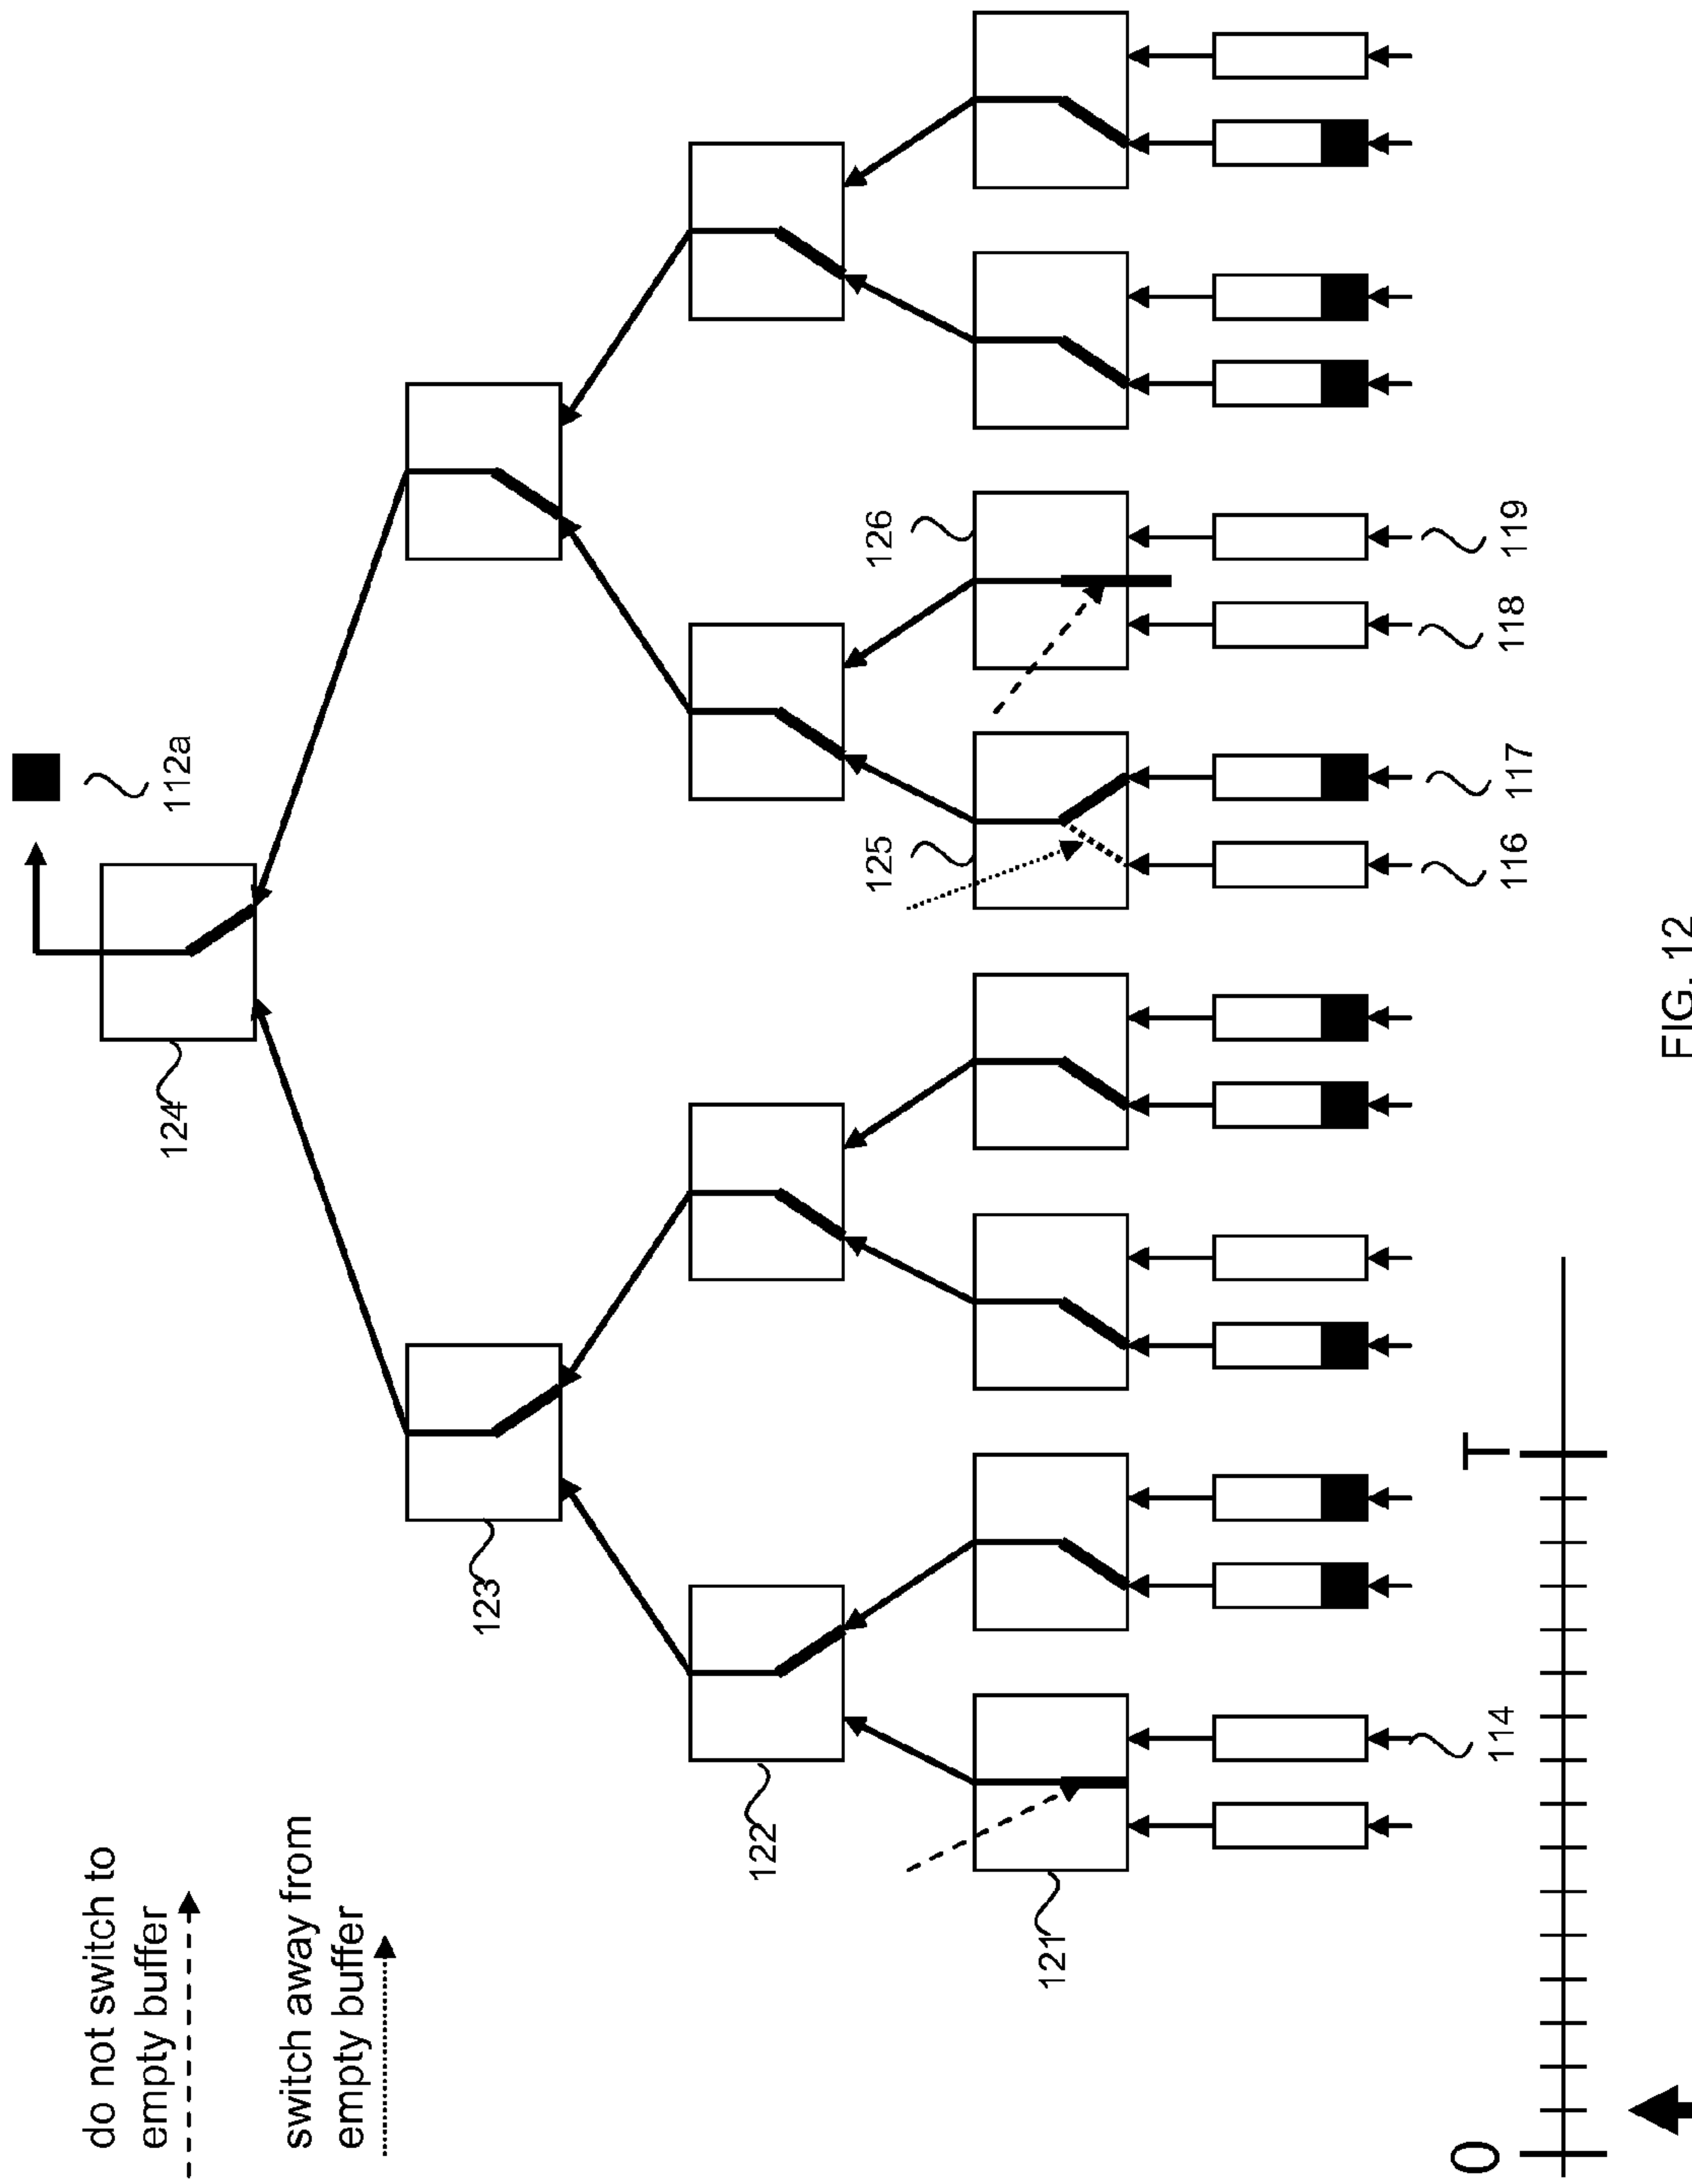 do not switch to
empty buffer
switch away from
empty buffer
112a
124
123
122
121
125
126
114
116
117
118
119
0
T
FIG. 12